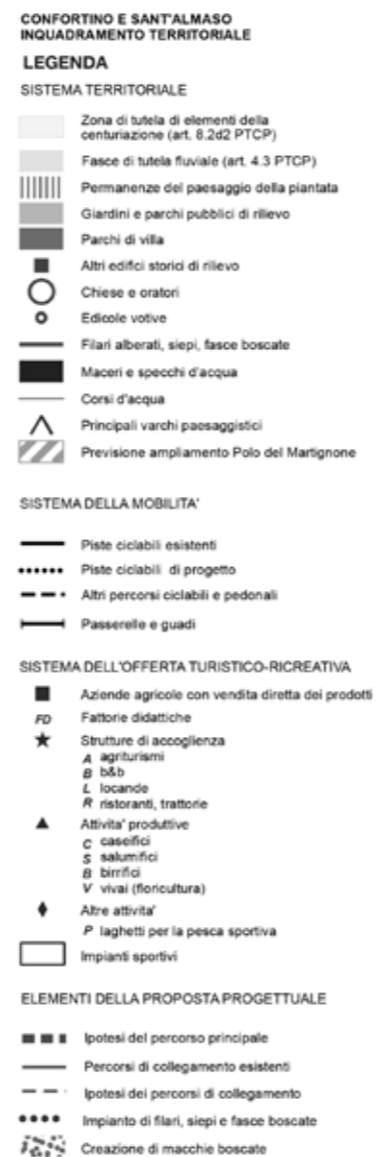 CONFORTINO E SANT'ALMASO
INQUADRAMENTO TERRITORIALE
LEGENDA
SISTEMA TERRITORIALE
Zona di tutela di elementi della
centuriazione (art. 8.2d2 PTCP)
Fasce di tutela fluviale (art. 4.3 PTCP)
Permanenze del paesaggio della piantata
Giardini e parchi pubblici di rilievo
Parchi di villa
Altri edifici storici di rilievo
Chiese e oratori
Edicole votive
Filari alberati, siepi, fasce boscate
Maceri e specchi d'acqua
Corsi d'acqua
Principali varchi paesaggistici
Previsione ampliamento Polo del Martignone
SISTEMA DELLA MOBILITA'
Piste ciclabili esistenti
Piste ciclabili di progetto
Altri percorsi ciclabili e pedonali
Passerelle e guadi
SISTEMA DELL'OFFERTA TURISTICO-RICREATIVA
Aziende agricole con vendita diretta dei prodotti
FD Fattorie didattiche
Strutture di accoglienza
A agriturismi
B b&b
L locande
R ristoranti, trattorie
Attivita' produttive
C caseifici
S salumifici
B birrifici
V vivai (floricultura)
Altre attivita'
P laghetti per la pesca sportiva
Impianti sportivi
ELEMENTI DELLA PROPOSTA PROGETTUALE
Ipotesi del percorso principale
Percorsi di collegamento esistenti
Ipotesi dei percorsi di collegamento
Impianto di filari, siepi e fasce boscate
Creazione di macchie boscate